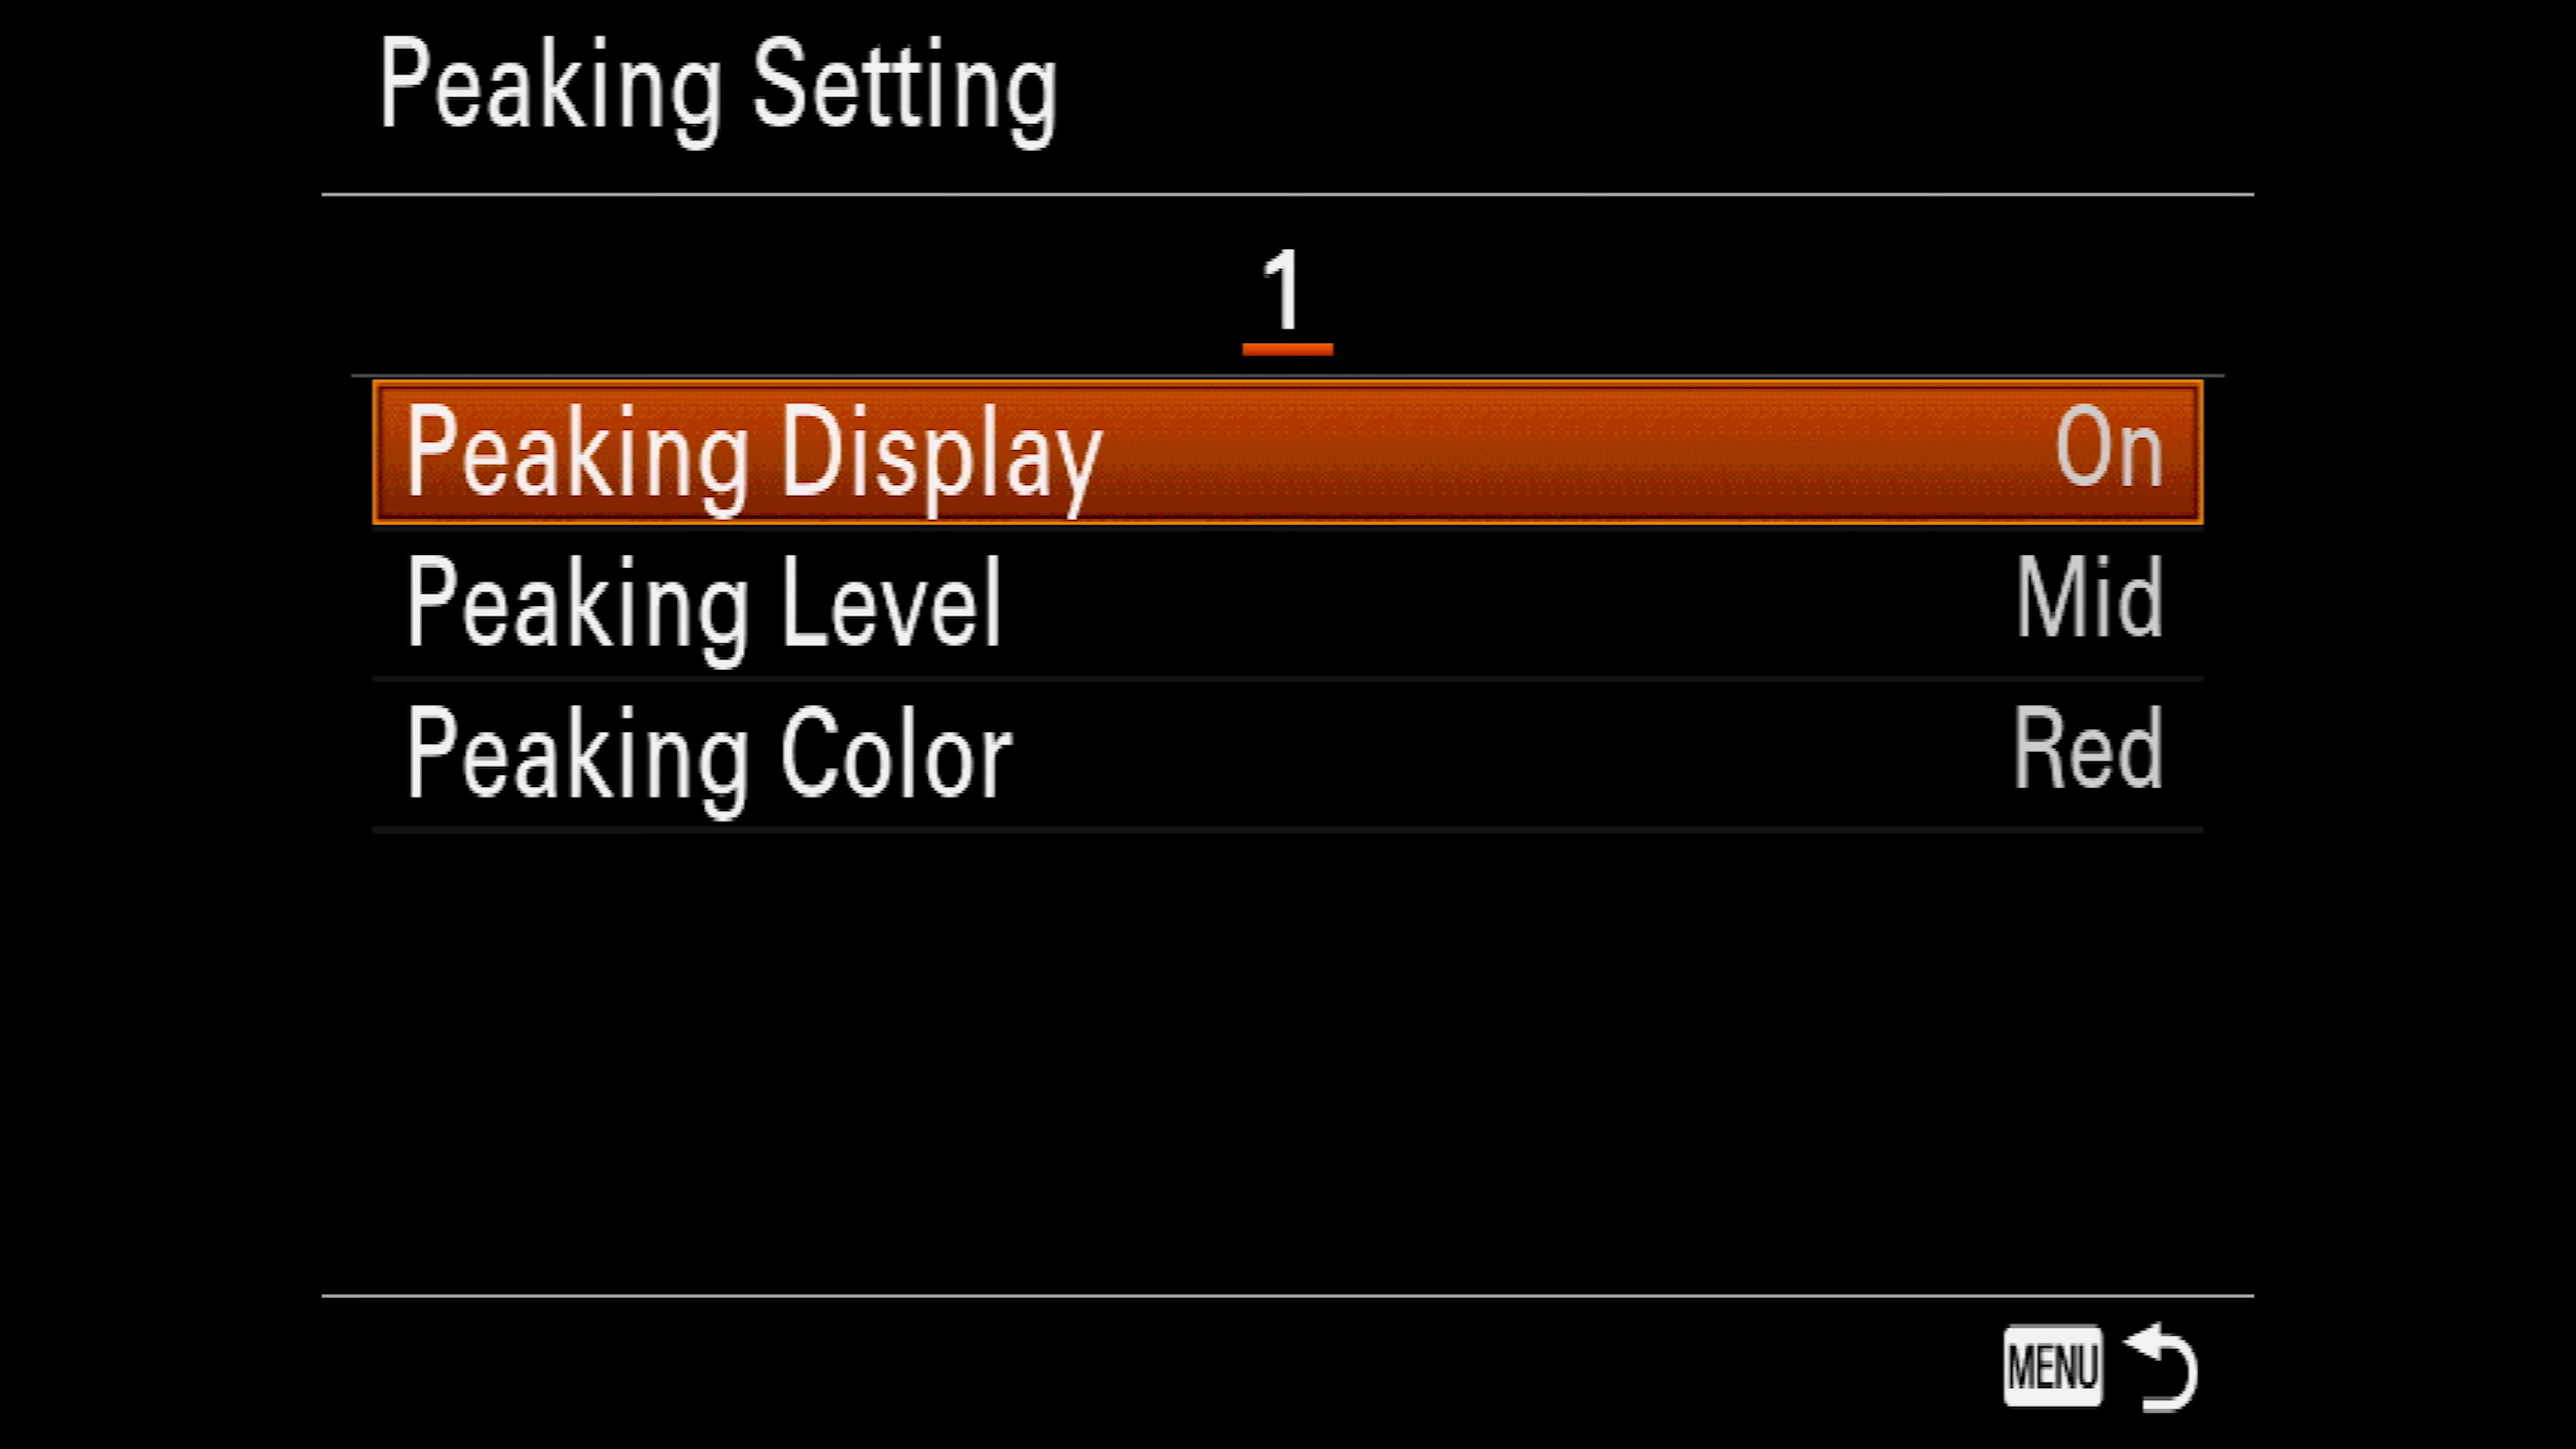 Peaking Setting
1
Peaking Display On
Peaking Level Mid
Peaking Color Red
MENU